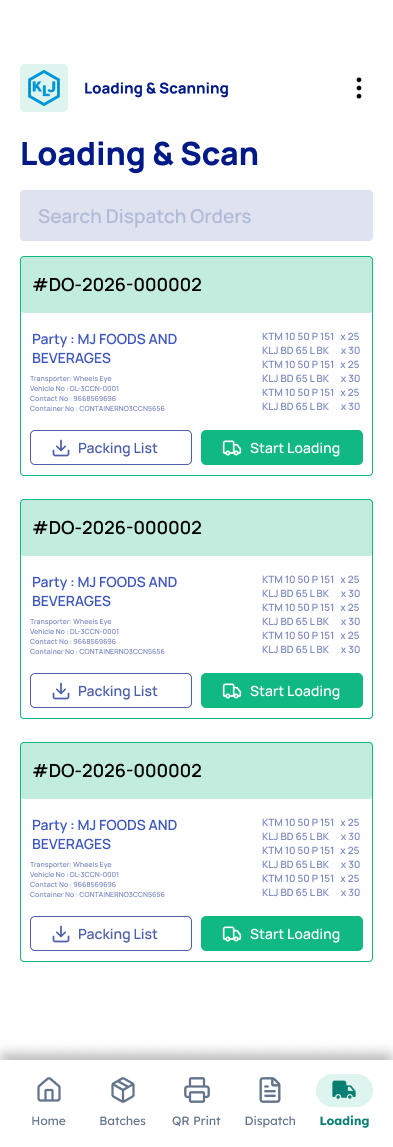 KLJ
Loading & Scanning
Loading & Scan
Search Dispatch Orders
#DO-2026-000002
Party : MJ FOODS AND
BEVERAGES
Transporter: Wheels Eye
Vehicle No : DL-3CCN-0001
Contact No : 9668569696
Container No : CONTAINERNO3CCN5656
KTM 10 50 P 151 x 25
KLJ BD 65 L BK x 30
KTM 10 50 P 151 x 25
KLJ BD 65 L BK x 30
KTM 10 50 P 151 x 25
KLJ BD 65 L BK x 30
Packing List
Start Loading
#DO-2026-000002
Party : MJ FOODS AND
BEVERAGES
Transporter: Wheels Eye
Vehicle No : DL-3CCN-0001
Contact No : 9668569696
Container No : CONTAINERNO3CCN5656
KTM 10 50 P 151 x 25
KLJ BD 65 L BK x 30
KTM 10 50 P 151 x 25
KLJ BD 65 L BK x 30
KTM 10 50 P 151 x 25
KLJ BD 65 L BK x 30
Packing List
Start Loading
#DO-2026-000002
Party : MJ FOODS AND
BEVERAGES
Transporter: Wheels Eye
Vehicle No : DL-3CCN-0001
Contact No : 9668569696
Container No : CONTAINERNO3CCN5656
KTM 10 50 P 151 x 25
KLJ BD 65 L BK x 30
KTM 10 50 P 151 x 25
KLJ BD 65 L BK x 30
KTM 10 50 P 151 x 25
KLJ BD 65 L BK x 30
Packing List
Start Loading
Home
Batches
QR Print
Dispatch
Loading